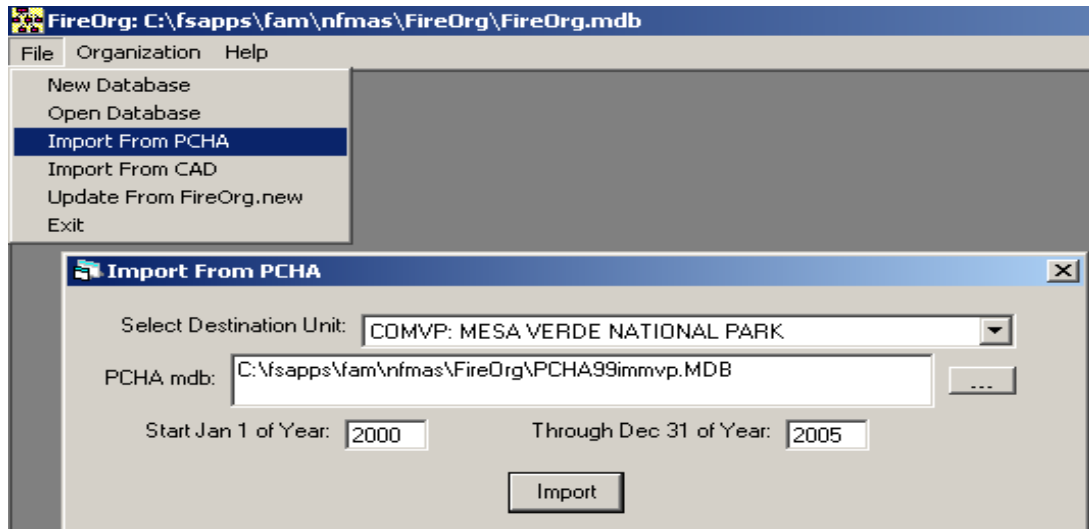 FireOrg: C:\fsapps\fam\nfmas\FireOrg\FireOrg.mdb
File Organization Help
New Database
Open Database
Import From PCHA
Import From CAD
Update From FireOrg.new
Exit
Import From PCHA
Select Destination Unit: COMVP: MESA VERDE NATIONAL PARK
PCHA mdb: C:\fsapps\fam\nfmas\FireOrg\PCHA99immvp.MDB ...
Start Jan 1 of Year: 2000 Through Dec 31 of Year: 2005
Import